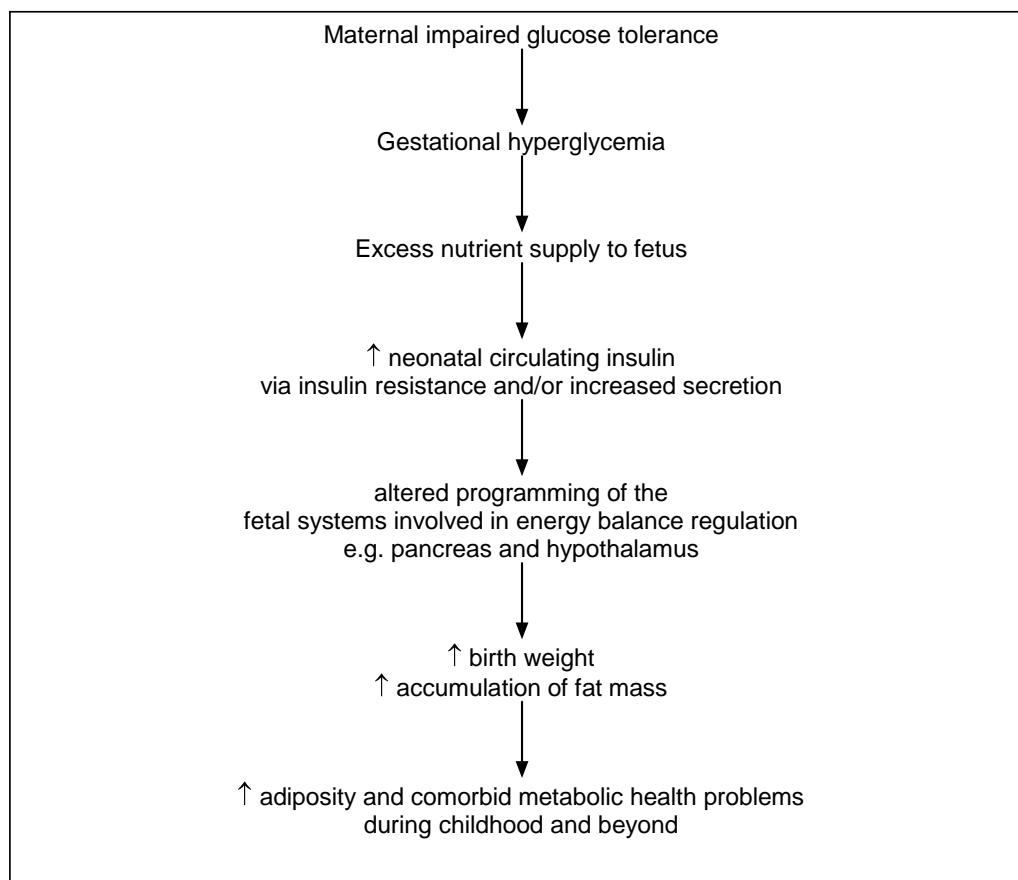 Maternal impaired glucose tolerance
Gestational hyperglycemia
Excess nutrient supply to fetus
↑ neonatal circulating insulin
via insulin resistance and/or increased secretion
altered programming of the
fetal systems involved in energy balance regulation
e.g. pancreas and hypothalamus
↑ birth weight
↑ accumulation of fat mass
↑ adiposity and comorbid metabolic health problems
during childhood and beyond